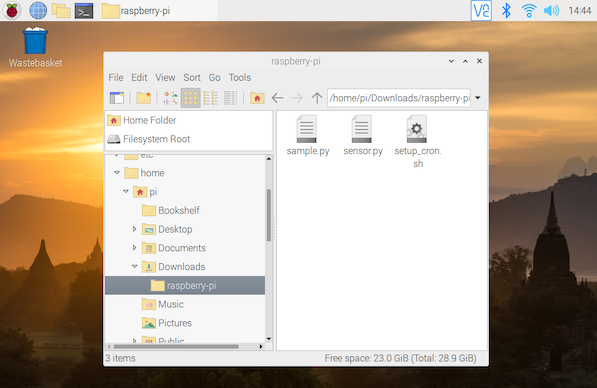 raspberry-pi
14:44
Wastebasket
raspberry-pi
File Edit View Sort Go Tools
/home/pi/Downloads/raspberry-pi
Home Folder
Filesystem Root
etc
home
pi
Bookshelf
Desktop
Documents
Downloads
raspberry-pi
Music
Pictures
Public
sample.py
sensor.py
setup_cron.
sh
3 items
Free space: 23.0 GiB (Total: 28.9 GiB)